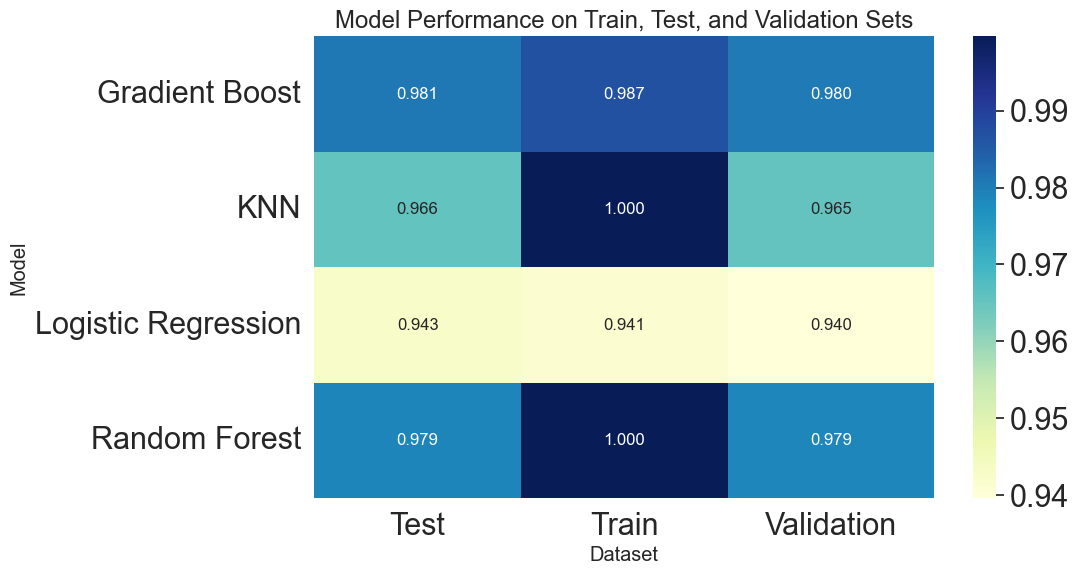 Model Performance on Train, Test, and Validation Sets
Model
Gradient Boost 0.981 0.987 0.980
KNN 0.966 1.000 0.965
Logistic Regression 0.943 0.941 0.940
Random Forest 0.979 1.000 0.979
Test Train Validation
Dataset
0.99
0.98
0.97
0.96
0.95
0.94